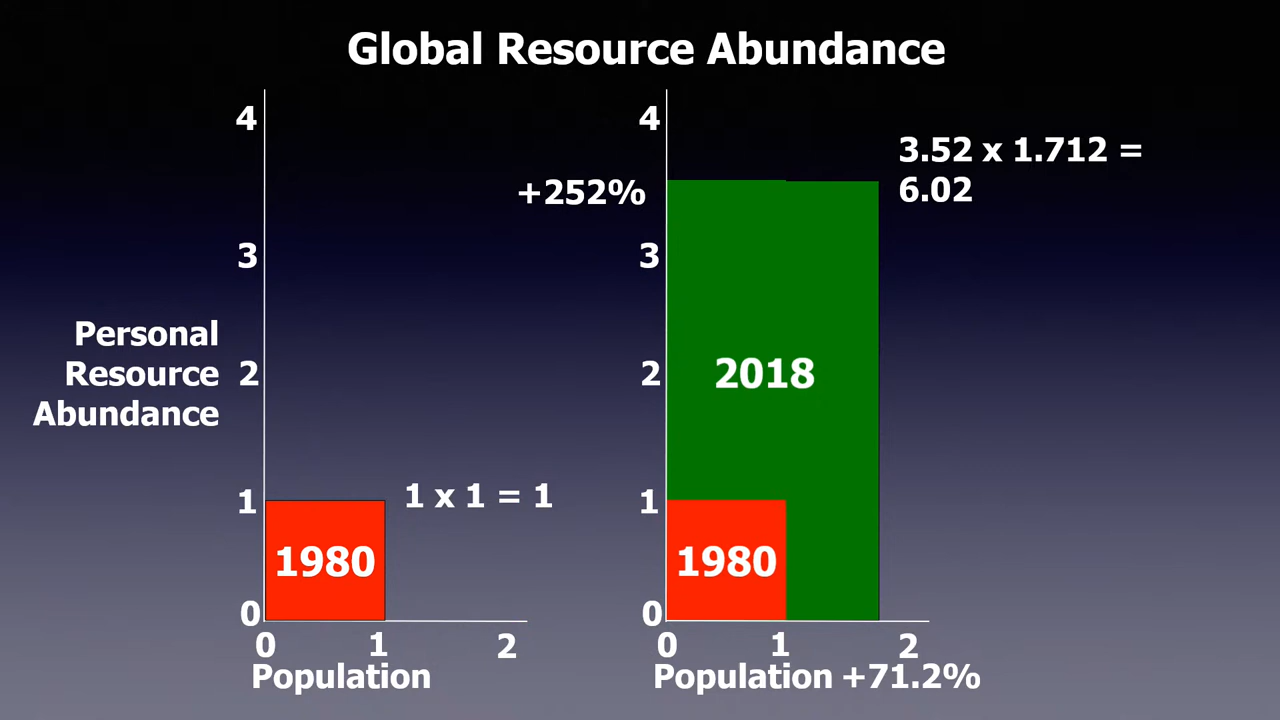 Global Resource Abundance
4
3
Personal
Resource
Abundance
2
1
0
1980
1 x 1 = 1
0
1
2
Population
+252%
4
3
2
1
0
2018
1980
3.52 x 1.712 =
6.02
0
1
2
Population +71.2%